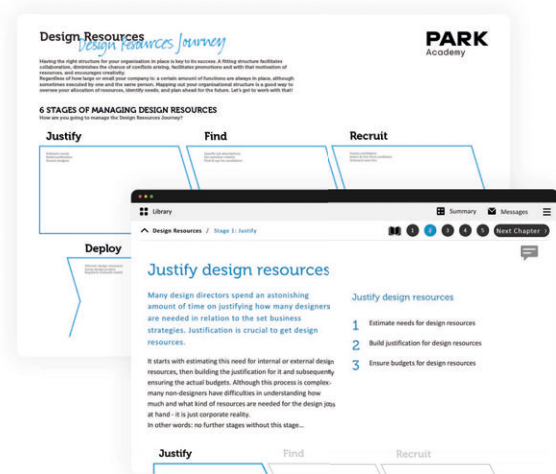 Design Resources
Design Resources Journey
PARK
Academy
Having the right structure for your organisation in place is key to its success. A fitting structure facilitates
collaboration, diminishes the chance of conflicts arising, facilitates promotions and with that motivation of
resources, and encourages creativity.
Regardless of how large or small your company is: a certain amount of functions are always in place, although
sometimes executed by one and the same person. Mapping out your organisational structure is a good way to
oversee your allocation of resources, identify needs, and plan ahead for the future. Let's get to work with that!
6 STAGES OF MANAGING DESIGN RESOURCES
How are you going to manage the Design Resources Journey?
Justify
Find
Recruit
Deploy
Library
Summary
Messages
Design Resources / Stage 1: Justify
1 2 3 4 5 Next Chapter
Justify design resources
Many design directors spend an astonishing
amount of time on justifying how many designers
are needed in relation to the set business
strategies. Justification is crucial to get design
resources.
It starts with estimating this need for internal or external design
resources, then building the justification for it and subsequently
ensuring the actual budgets. Although this process is complex-
many non-designers have difficulties in understanding how
much and what kind of resources are needed for the design jobs
at hand - it is just corporate reality.
In other words: no further stages without this stage...
Justify design resources
1 Estimate needs for design resources
2 Build justification for design resources
3 Ensure budgets for design resources
Justify
Find
Recruit